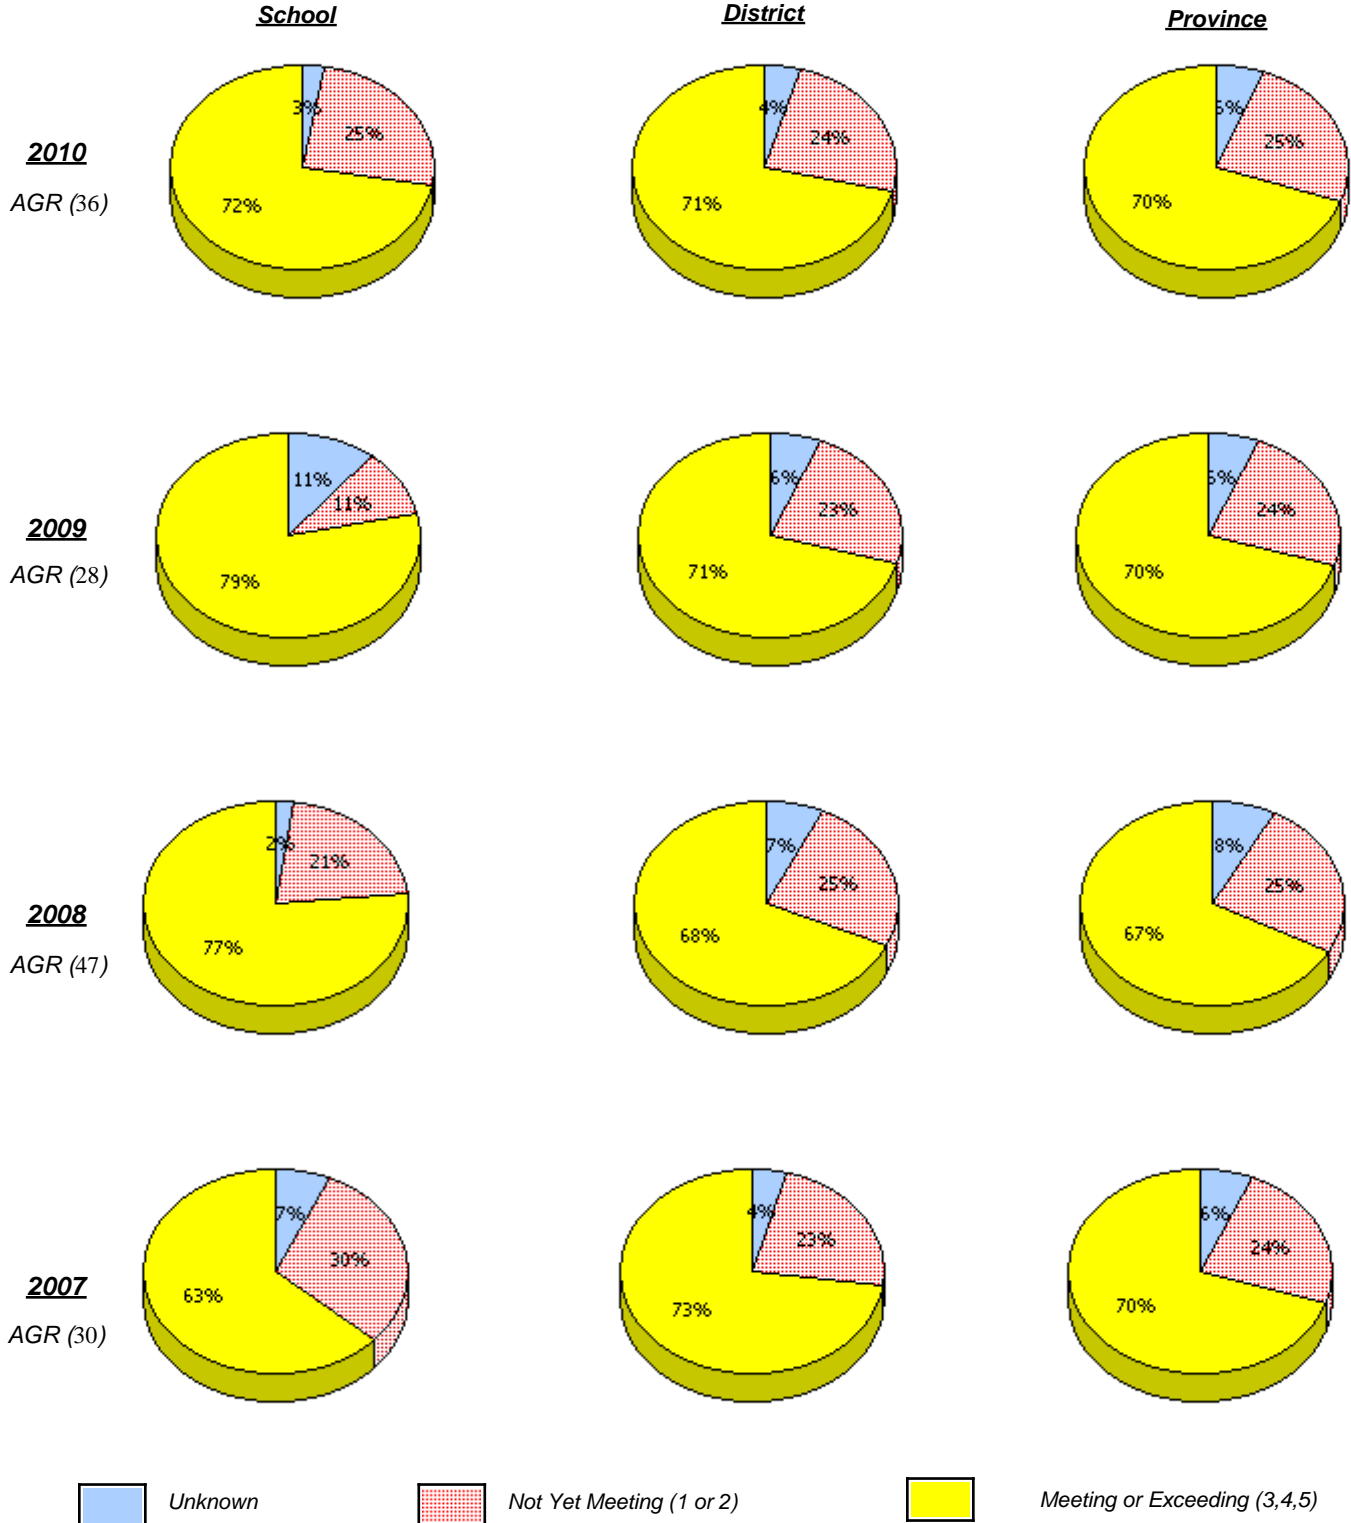 School District Province
3% 25% 72%
4% 24% 71%
25% 70%
2010
AGR (36)
11% 11% 79%
6% 23% 71%
24% 70%
2009
AGR (28)
2% 21% 77%
7% 25% 68%
8% 25% 67%
2008
AGR (47)
7% 30% 63%
4% 23% 73%
6% 24% 70%
2007
AGR (30)
Unknown Not Yet Meeting (1 or 2) Meeting or Exceeding (3,4,5)